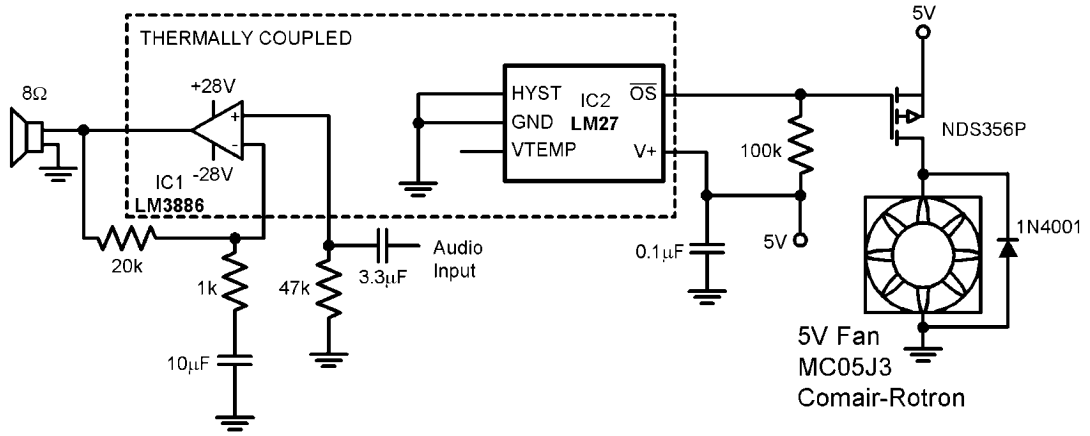 THERMALLY COUPLED
5V
8Ω
+28V
+
-
-28V
IC1
LM3886
HYST
GND
VTEMP
IC2
LM27
OS
V+
100k
NDS356P
20k
1k
47k
3.3µF
Audio
Input
0.1µF
5V
1N4001
10µF
5V Fan
MC05J3
Comair-Rotron